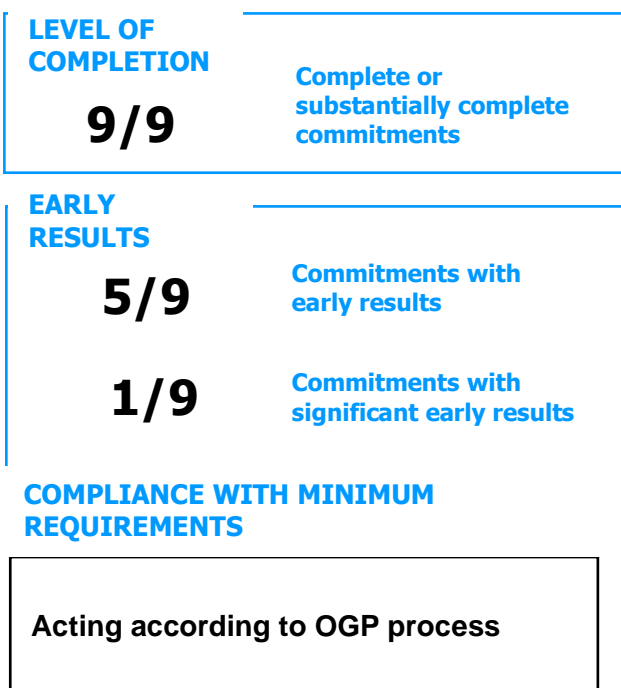 LEVEL OF
COMPLETION
9/9
Complete or
substantially complete
commitments
EARLY
RESULTS
5/9
Commitments with
early results
1/9
Commitments with
significant early results
COMPLIANCE WITH MINIMUM
REQUIREMENTS
Acting according to OGP process